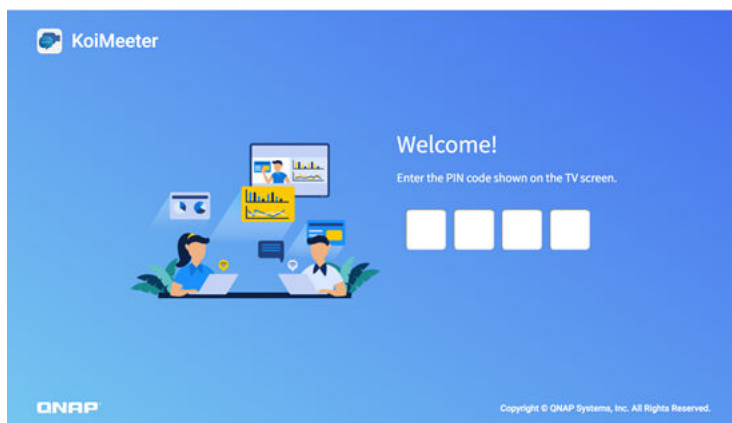 KoiMeeter
Welcome!
Enter the PIN code shown on the TV screen.
QNAP
Copyright © QNAP Systems, Inc. All Rights Reserved.